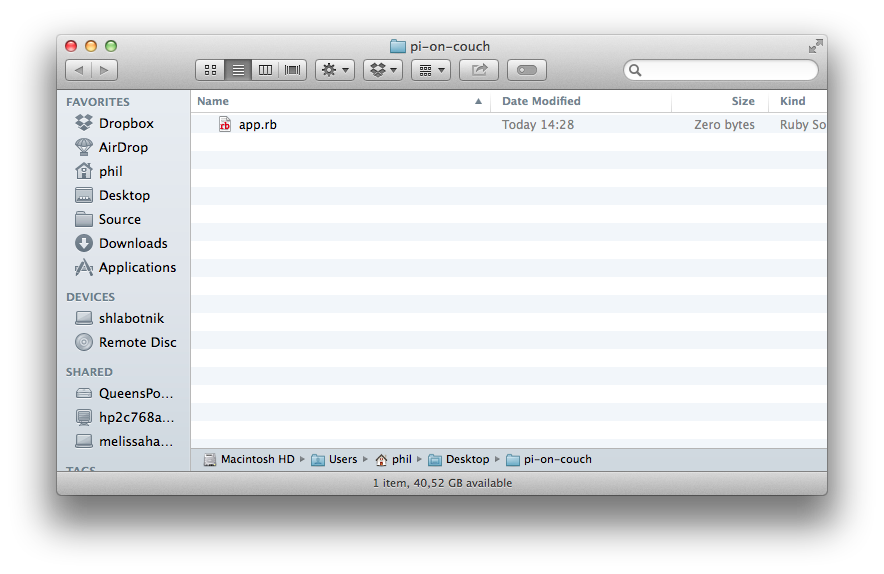 pi-on-couch
FAVORITES
Dropbox
AirDrop
phil
Desktop
Source
Downloads
Applications
DEVICES
shlabotnik
Remote Disc
SHARED
QueensPo...
hp2c768a...
melissaha...
TAGS
Name Date Modified Size Kind
rb app.rb Today 14:28 Zero bytes Ruby So
Macintosh HD Users phil Desktop pi-on-couch
1 item, 40,52 GB available